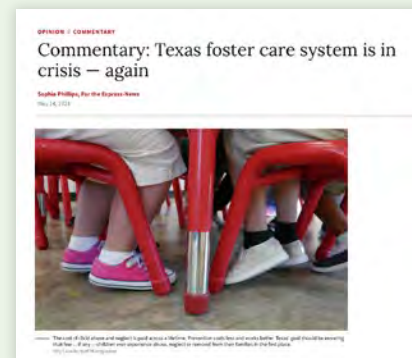 OPINION / COMMENTARY
Commentary: Texas foster care system is in
crisis — again
Sophie Phillips, For the Express-News
May 14,
The cost of child abuse and neglect is paid across a lifetime. Prevention costs less and works better. Texas' goal should be ensuring
that few — if any — children ever experience abuse, neglect or removal from their families in the first place.